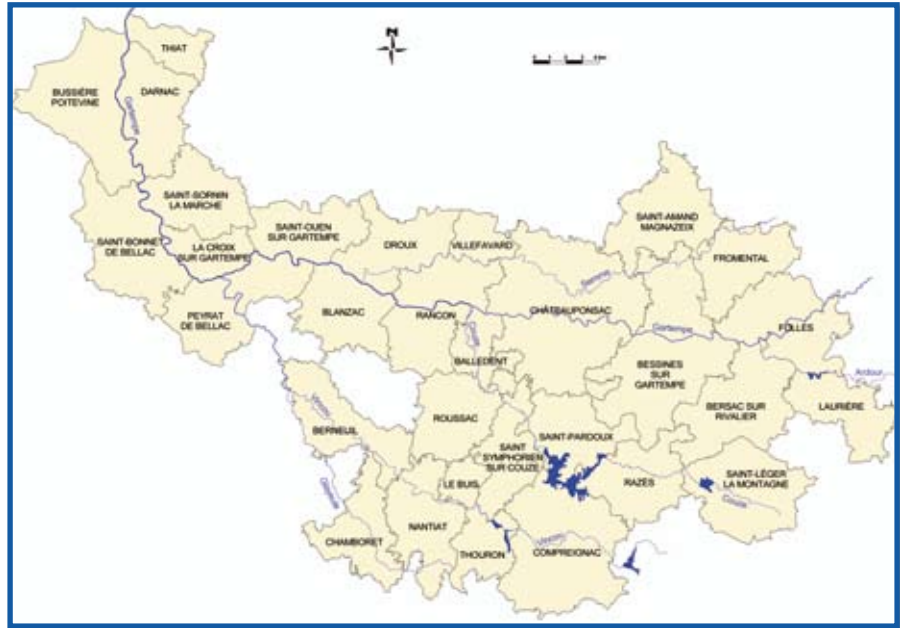 N
THIAT
BUSSIÈRE
POITEVINE
DARNAC
Gartempe
SAINT-SORNIN
LA MARCHE
SAINT-AMAND
MAGNAZEIX
SAINT-OUEN
SUR GARTEMPE
SAINT-BONNET
DE BELLAC
LA CROIX
SUR GARTEMPE
DROUX
VILLEFAVARD
FROMENTAL
PEYRAT
DE BELLAC
BLANZAC
RANCON
CHÂTEAUPONSAC
Gartempe
FOLLES
Couze
BALLEDENT
BESSINES
SUR
GARTEMPE
Ardour
LAURIÈRE
BERSAC SUR
RIVALIER
Vincou
BERNEUIL
ROUSSAC
SAINT-PARDOUX
SAINT
SYMPHORIEN
SUR COUZE
LE BUIS
RAZÈS
SAINT-LÉGER
LA MONTAGNE
Couze
NANTIAT
CHAMBORET
THOURON
Vincou
COMPREIGNAC